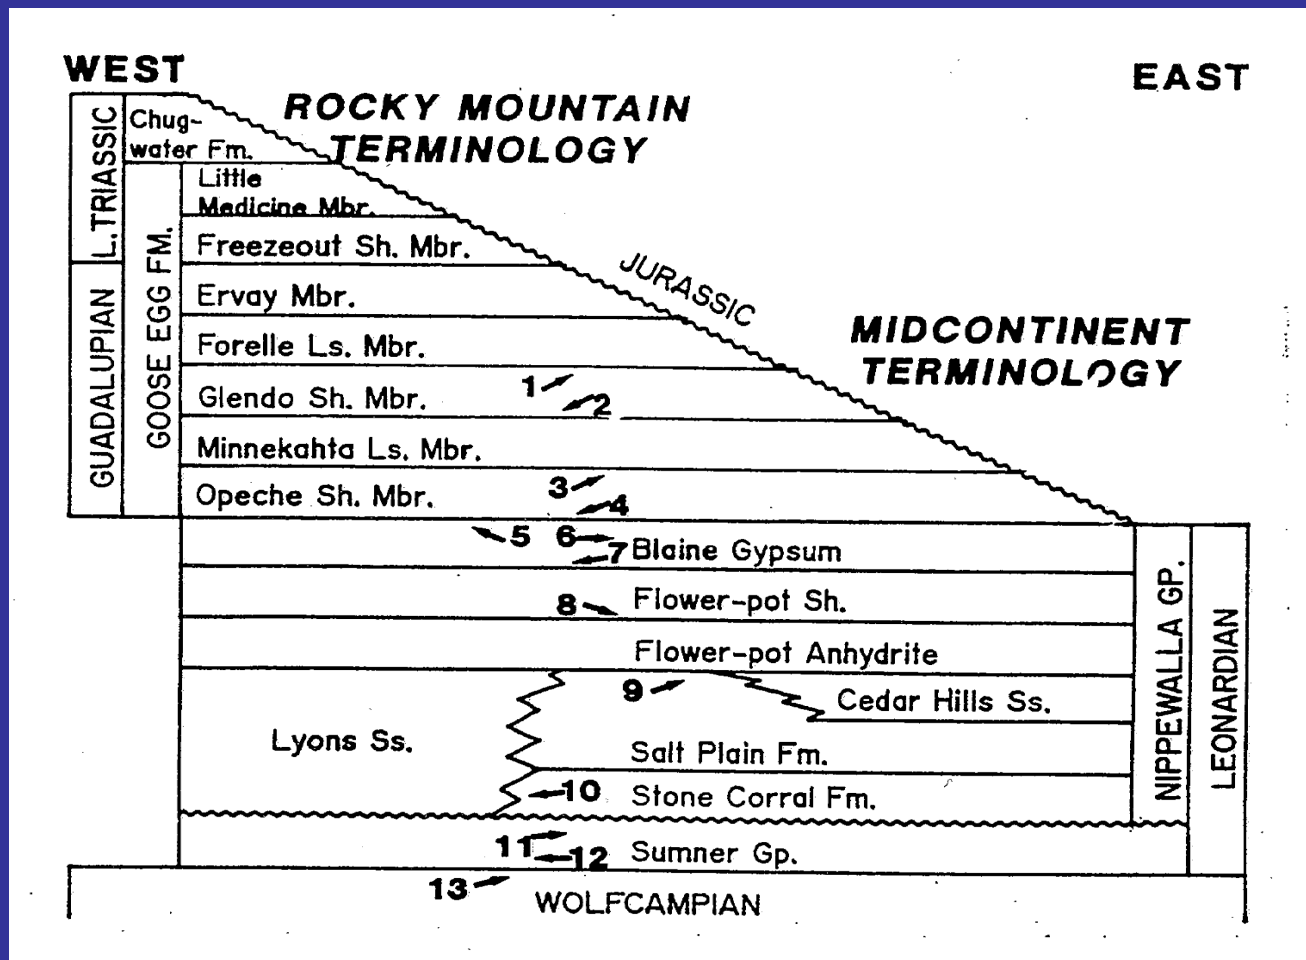 WEST
EAST
ROCKY MOUNTAIN
TERMINOLOGY
L. TRIASSIC
Chug-
water Fm.
GOOSE EGG FM.
Little
Medicine Mbr.
Freezeout Sh. Mbr.
JURASSIC
GUADALUPIAN
Ervay Mbr.
Forelle Ls. Mbr.
MIDCONTINENT
TERMINOLOGY
1
Glendo Sh. Mbr.
2
Minnekahta Ls. Mbr.
3
Opeche Sh. Mbr.
4
5
6
7
Blaine Gypsum
8
Flower-pot Sh.
Flower-pot Anhydrite
9
Cedar Hills Ss.
Lyons Ss.
Salt Plain Fm.
10
Stone Corral Fm.
NIPPEWALLA GP.
LEONARDIAN
11
12
Sumner Gp.
13
WOLFCAMPIAN